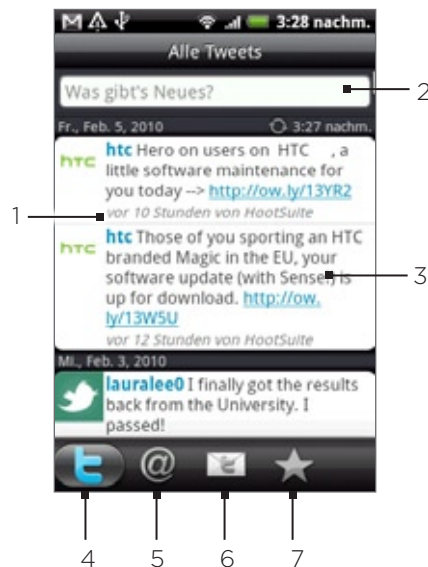 3:28 nachm.
Alle Tweets
Was gibt's Neues?
2
Fr., Feb. 5, 2010 3:27 nachm.
hTC
htc Hero on users on HTC , a
little software maintenance for
you today --> http://ow.ly/13YR2
1
vor 10 Stunden von HootSuite
hTC
htc Those of you sporting an HTC
branded Magic in the EU, your
software update (with Sense!) is
3
up for download. http://ow.
ly/13W5U
vor 12 Stunden von HootSuite
Mi., Feb. 3, 2010
lauralee0 I finally got the results
back from the University. I
passed!
t @ t
4 5 6 7